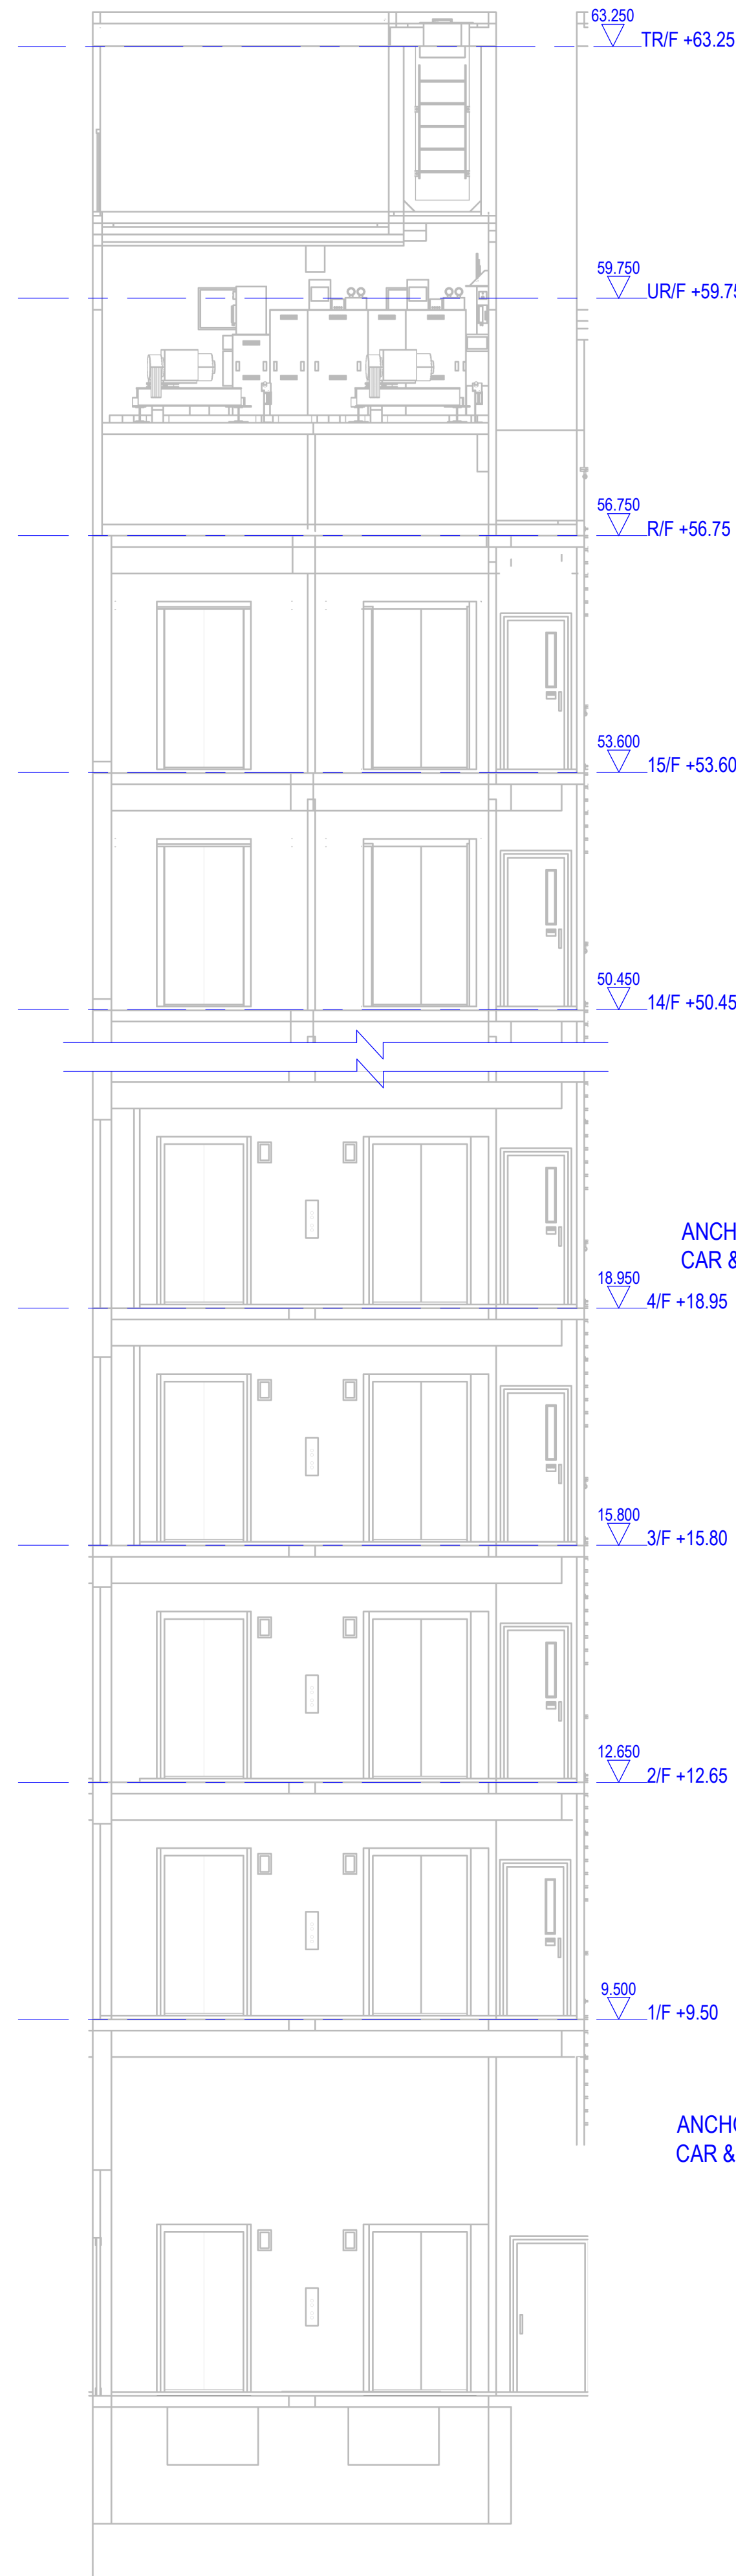 63.250
TR/F +63.25
59.750
UR/F +59.75
56.750
R/F +56.75
53.600
15/F +53.60
50.450
14/F +50.45
ANCH
CAR &
18.950
4/F +18.95
15.800
3/F +15.80
12.650
2/F +12.65
9.500
1/F +9.50
ANCHO
CAR &